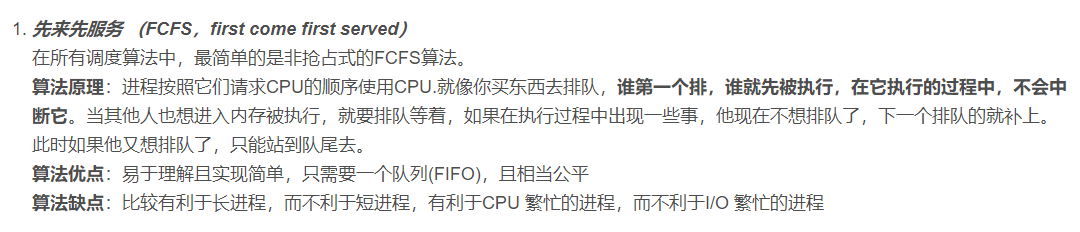 1. 先来先服务 （FCFS，first come first served）
在所有调度算法中，最简单的是非抢占式的FCFS算法。
算法原理：进程按照它们请求CPU的顺序使用CPU.就像你买东西去排队，谁第一个排，谁就先被执行，在它执行的过程中，不会中
断它。当其他人也想进入内存被执行，就要排队等着，如果在执行过程中出现一些事，他现在不想排队了，下一个排队的就补上。
此时如果他又想排队了，只能站到队尾去。
算法优点：易于理解且实现简单，只需要一个队列(FIFO)，且相当公平
算法缺点：比较有利于长进程，而不利于短进程，有利于CPU 繁忙的进程，而不利于I/O 繁忙的进程